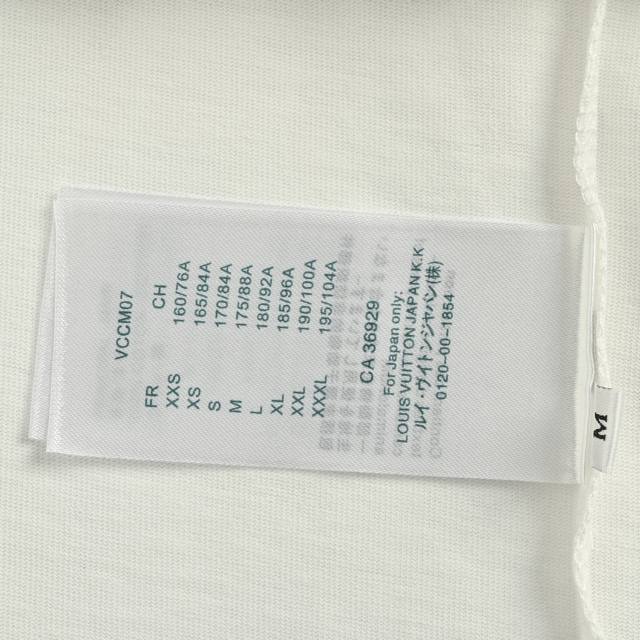 VCCM07
FR CH
XXS 160/76A
XS 165/84A
S 170/84A
M 175/88A
L 180/92A
XL 185/96A
XXL 190/100A
XXXL 195/104A
CA 36929
For Japan only:
LOUIS VUITTON JAPAN K.K
ルイ・ヴィトンジャパン(株)
0120-00-1854
M